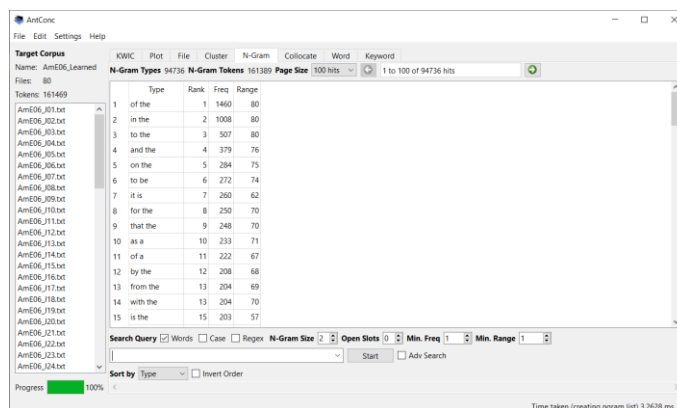 AntConc
File Edit Settings Help
Target Corpus
Name: AmE06_Learned
Files: 80
Tokens: 161469
AmE06_J01.txt
AmE06_J02.txt
AmE06_J03.txt
AmE06_J04.txt
AmE06_J05.txt
AmE06_J06.txt
AmE06_J07.txt
AmE06_J08.txt
AmE06_J09.txt
AmE06_J10.txt
AmE06_J11.txt
AmE06_J12.txt
AmE06_J13.txt
AmE06_J14.txt
AmE06_J15.txt
AmE06_J16.txt
AmE06_J17.txt
AmE06_J18.txt
AmE06_J19.txt
AmE06_J20.txt
AmE06_J21.txt
AmE06_J22.txt
AmE06_J23.txt
AmE06_J24.txt
Progress 100%
KWIC Plot File Cluster N-Gram Collocate Word Keyword
N-Gram Types 94736 N-Gram Tokens 161389 Page Size 100 hits 1 to 100 of 94736 hits
Type Rank Freq Range
1 of the 1 1460 80
2 in the 2 1008 80
3 to the 3 507 80
4 and the 4 379 76
5 on the 5 284 75
6 to be 6 272 74
7 it is 7 260 62
8 for the 8 250 70
9 that the 9 248 70
10 as a 10 233 71
11 of a 11 222 67
12 by the 12 208 68
13 from the 13 204 69
14 with the 13 204 70
15 is the 15 203 57
Search Query Words Case Regex N-Gram Size 2 Open Slots 0 Min. Freq 1 Min. Range 1
Start Adv Search
Sort by Type Invert Order
Time taken (creating ngram list) 3.2628 ms